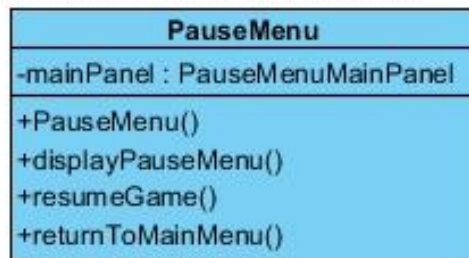 PauseMenu
-mainPanel : PauseMenuMainPanel
+PauseMenu()
+displayPauseMenu()
+resumeGame()
+returnToMainMenu()